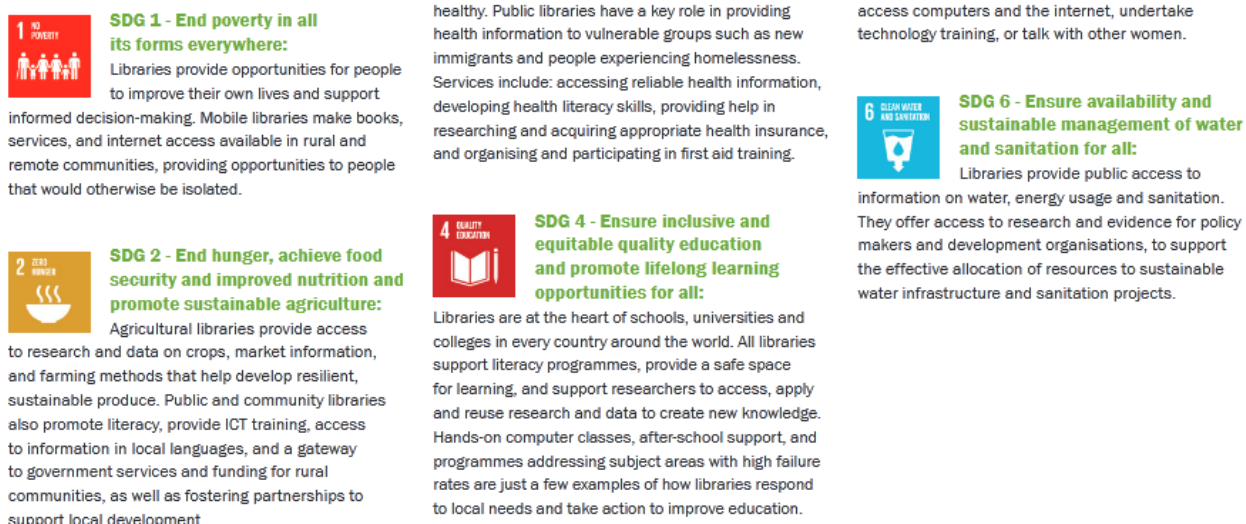 1 NO
POVERTY
SDG 1 - End poverty in all
its forms everywhere:
Libraries provide opportunities for people
to improve their own lives and support
informed decision-making. Mobile libraries make books,
services, and internet access available in rural and
remote communities, providing opportunities to people
that would otherwise be isolated.
2 ZERO
HUNGER
SDG 2 - End hunger, achieve food
security and improved nutrition and
promote sustainable agriculture:
Agricultural libraries provide access
to research and data on crops, market information,
and farming methods that help develop resilient,
sustainable produce. Public and community libraries
also promote literacy, provide ICT training, access
to information in local languages, and a gateway
to government services and funding for rural
communities, as well as fostering partnerships to
support local development
healthy. Public libraries have a key role in providing
health information to vulnerable groups such as new
immigrants and people experiencing homelessness.
Services include: accessing reliable health information,
developing health literacy skills, providing help in
researching and acquiring appropriate health insurance,
and organising and participating in first aid training.
4 QUALITY
EDUCATION
SDG 4 - Ensure inclusive and
equitable quality education
and promote lifelong learning
opportunities for all:
Libraries are at the heart of schools, universities and
colleges in every country around the world. All libraries
support literacy programmes, provide a safe space
for learning, and support researchers to access, apply
and reuse research and data to create new knowledge.
Hands-on computer classes, after-school support, and
programmes addressing subject areas with high failure
rates are just a few examples of how libraries respond
to local needs and take action to improve education.
access computers and the internet, undertake
technology training, or talk with other women.
6 CLEAN WATER
AND SANITATION
SDG 6 - Ensure availability and
sustainable management of water
and sanitation for all:
Libraries provide public access to
information on water, energy usage and sanitation.
They offer access to research and evidence for policy
makers and development organisations, to support
the effective allocation of resources to sustainable
water infrastructure and sanitation projects.